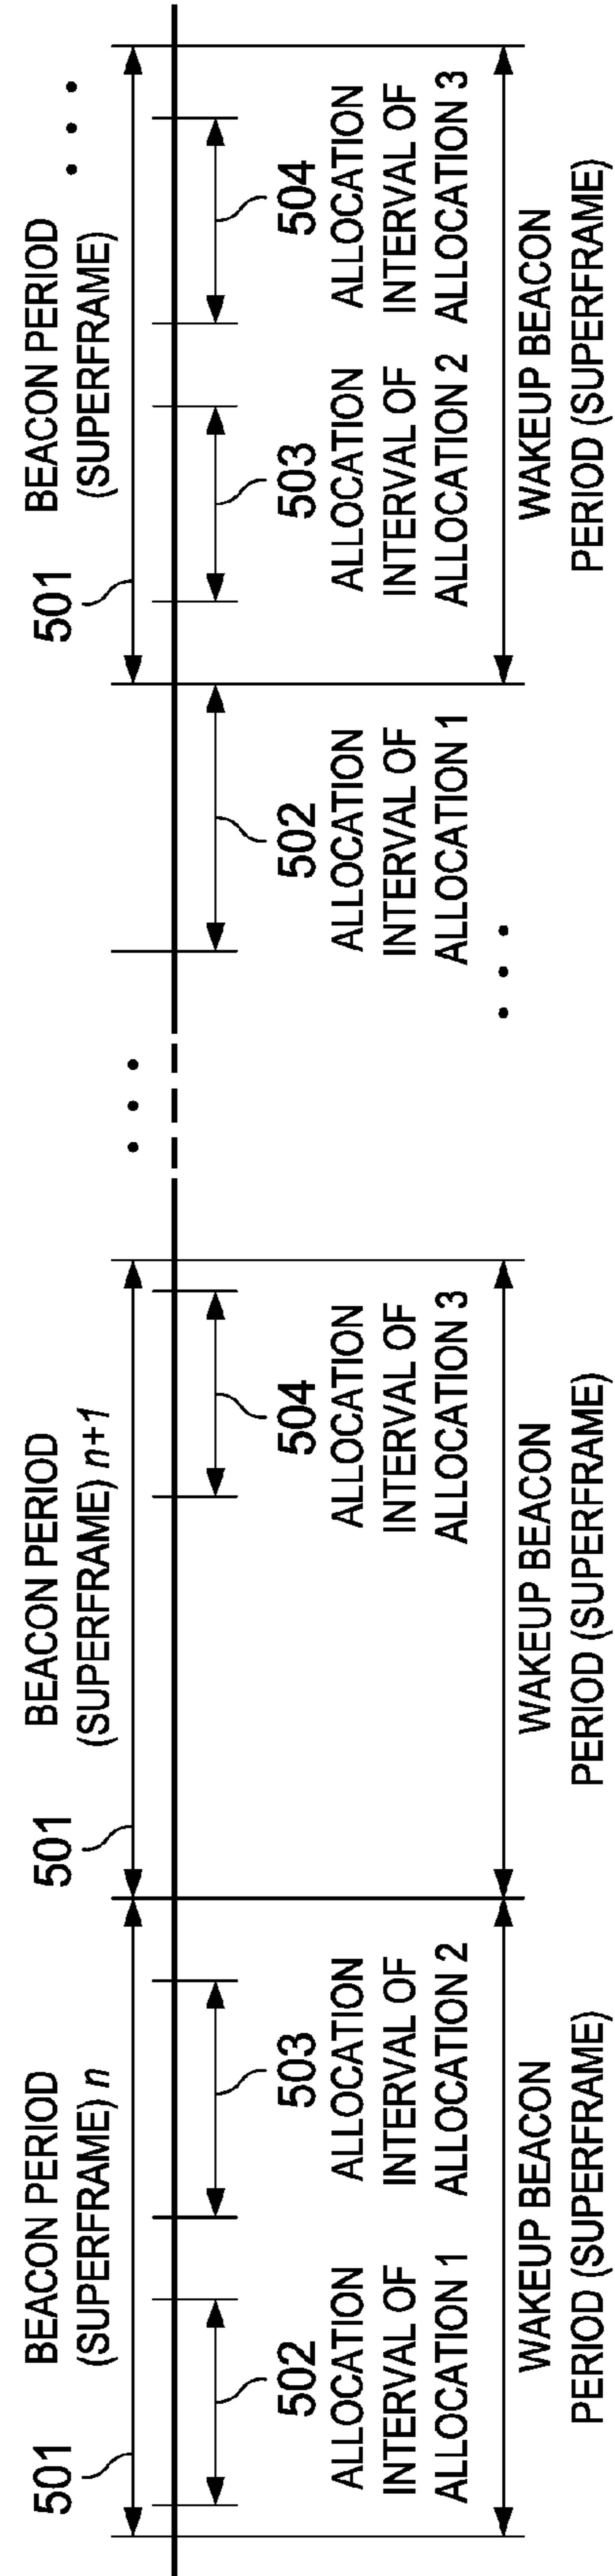 BEACON PERIOD
(SUPERFRAME) n
501
502
ALLOCATION
INTERVAL OF
ALLOCATION 1
503
ALLOCATION
INTERVAL OF
ALLOCATION 2
WAKEUP BEACON
PERIOD (SUPERFRAME)
BEACON PERIOD
(SUPERFRAME) n+1
501
504
ALLOCATION
INTERVAL OF
ALLOCATION 3
WAKEUP BEACON
PERIOD (SUPERFRAME)
• • •
502
ALLOCATION
INTERVAL OF
ALLOCATION 1
• • •
BEACON PERIOD
(SUPERFRAME)
• • •
501
503
ALLOCATION
INTERVAL OF
ALLOCATION 2
504
ALLOCATION
INTERVAL OF
ALLOCATION 3
WAKEUP BEACON
PERIOD (SUPERFRAME)